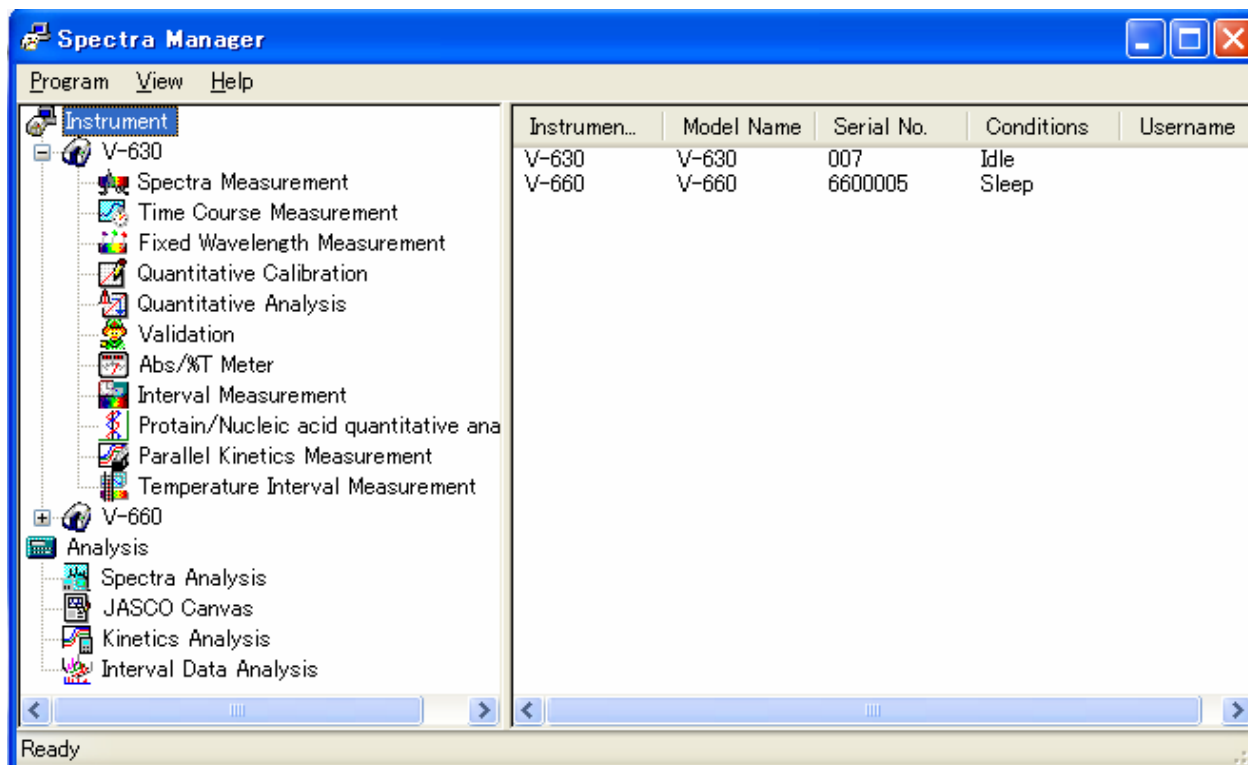 Spectra Manager
Program View Help
Instrument
V-630
Spectra Measurement
Time Course Measurement
Fixed Wavelength Measurement
Quantitative Calibration
Quantitative Analysis
Validation
Abs/%T Meter
Interval Measurement
Protain/Nucleic acid quantitative ana
Parallel Kinetics Measurement
Temperature Interval Measurement
V-660
Analysis
Spectra Analysis
JASCO Canvas
Kinetics Analysis
Interval Data Analysis
Instrumen... Model Name Serial No. Conditions Username
V-630 V-630 007 Idle
V-660 V-660 6600005 Sleep
Ready